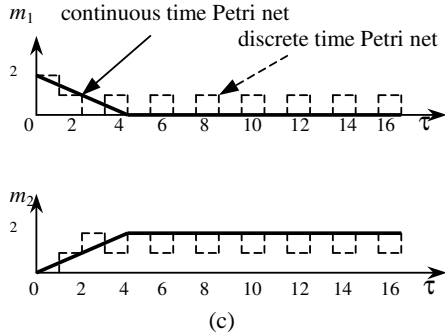 m1
continuous time Petri net
discrete time Petri net
2
0 2 4 6 8 10 12 14 16 τ
m2
2
0 2 4 6 8 10 12 14 16 τ
(c)